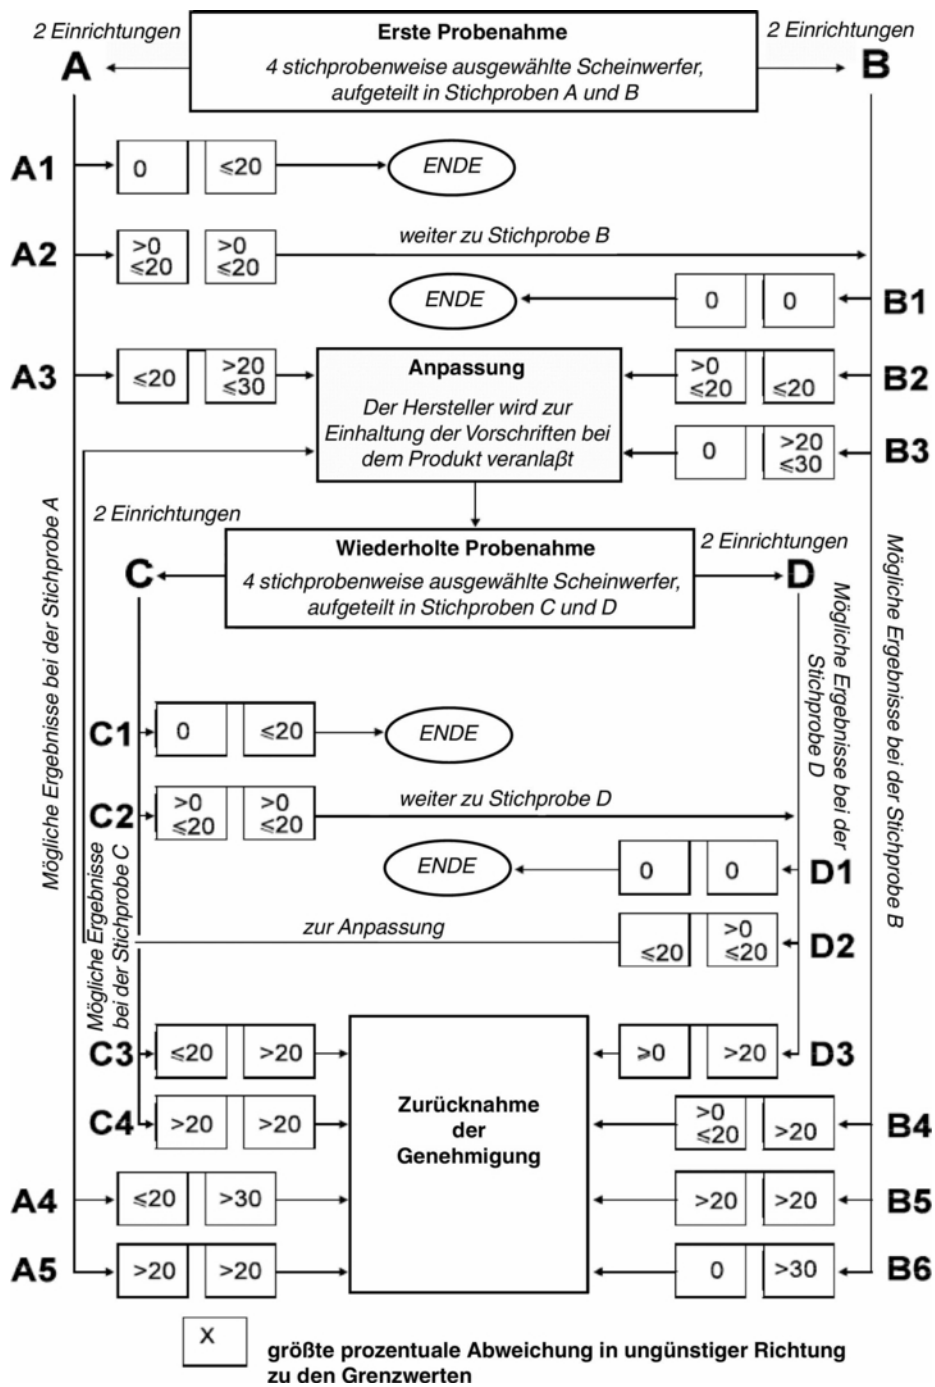 2 Einrichtungen
Erste Probenahme
2 Einrichtungen
A
4 stichprobenweise ausgewählte Scheinwerfer,
aufgeteilt in Stichproben A und B
B
A1
0
≤20
ENDE
A2
>0
≤20
>0
≤20
weiter zu Stichprobe B
ENDE
0
0
B1
A3
≤20
>20
≤30
Anpassung
Der Hersteller wird zur
Einhaltung der Vorschriften bei
dem Produkt veranlaßt
>0
≤20
≤20
B2
0
>20
≤30
B3
Mögliche Ergebnisse bei der Stichprobe A
2 Einrichtungen
Wiederholte Probenahme
2 Einrichtungen
C
4 stichprobenweise ausgewählte Scheinwerfer,
aufgeteilt in Stichproben C und D
D
Mögliche Ergebnisse bei der
Stichprobe D
Mögliche Ergebnisse bei der Stichprobe B
C1
0
≤20
ENDE
C2
>0
≤20
>0
≤20
weiter zu Stichprobe D
ENDE
0
0
D1
Mögliche Ergebnisse
bei der Stichprobe C
zur Anpassung
≤20
>0
≤20
D2
C3
≤20
>20
Zurücknahme
der
Genehmigung
≥0
>20
D3
C4
>20
>20
>0
≤20
>20
B4
A4
≤20
>30
>20
>20
B5
A5
>20
>20
0
>30
B6
X
größte prozentuale Abweichung in ungünstiger Richtung
zu den Grenzwerten